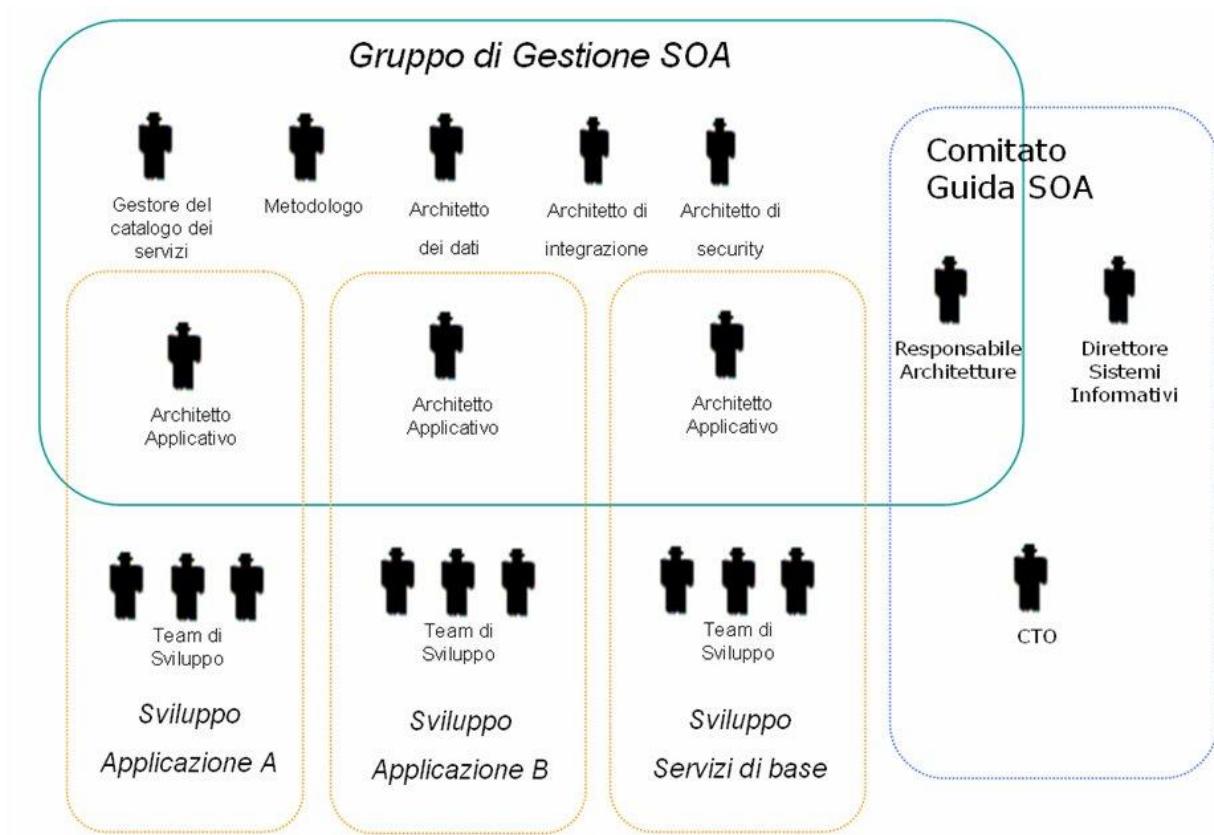 Gruppo di Gestione SOA
Comitato
Guida SOA
Gestore del
catalogo dei
servizi
Metodologo
Architetto
dei dati
Architetto di
integrazione
Architetto di
security
Responsabile
Architetture
Direttore
Sistemi
Informativi
Architetto
Applicativo
Architetto
Applicativo
Architetto
Applicativo
Team di
Sviluppo
Team di
Sviluppo
Team di
Sviluppo
CTO
Sviluppo
Applicazione A
Sviluppo
Applicazione B
Sviluppo
Servizi di base